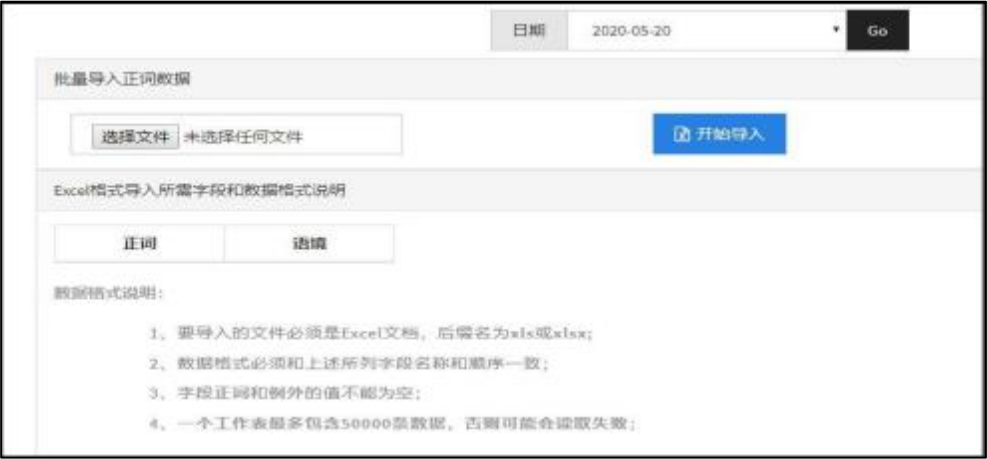 日期 2020-05-20 Go
批量导入正词数据
选择文件 未选择任何文件 开始导入
Excel格式导入所需字段和数据格式说明
正词 语境
数据格式说明:
1、要导入的文件必须是Excel文档，后缀名为xls或xlsx;
2、数据格式必须和上述所列字段名称和顺序一致;
3、字段正词和例外的值不能为空;
4、一个工作表最多包含50000条数据，否则可能会读取失败;